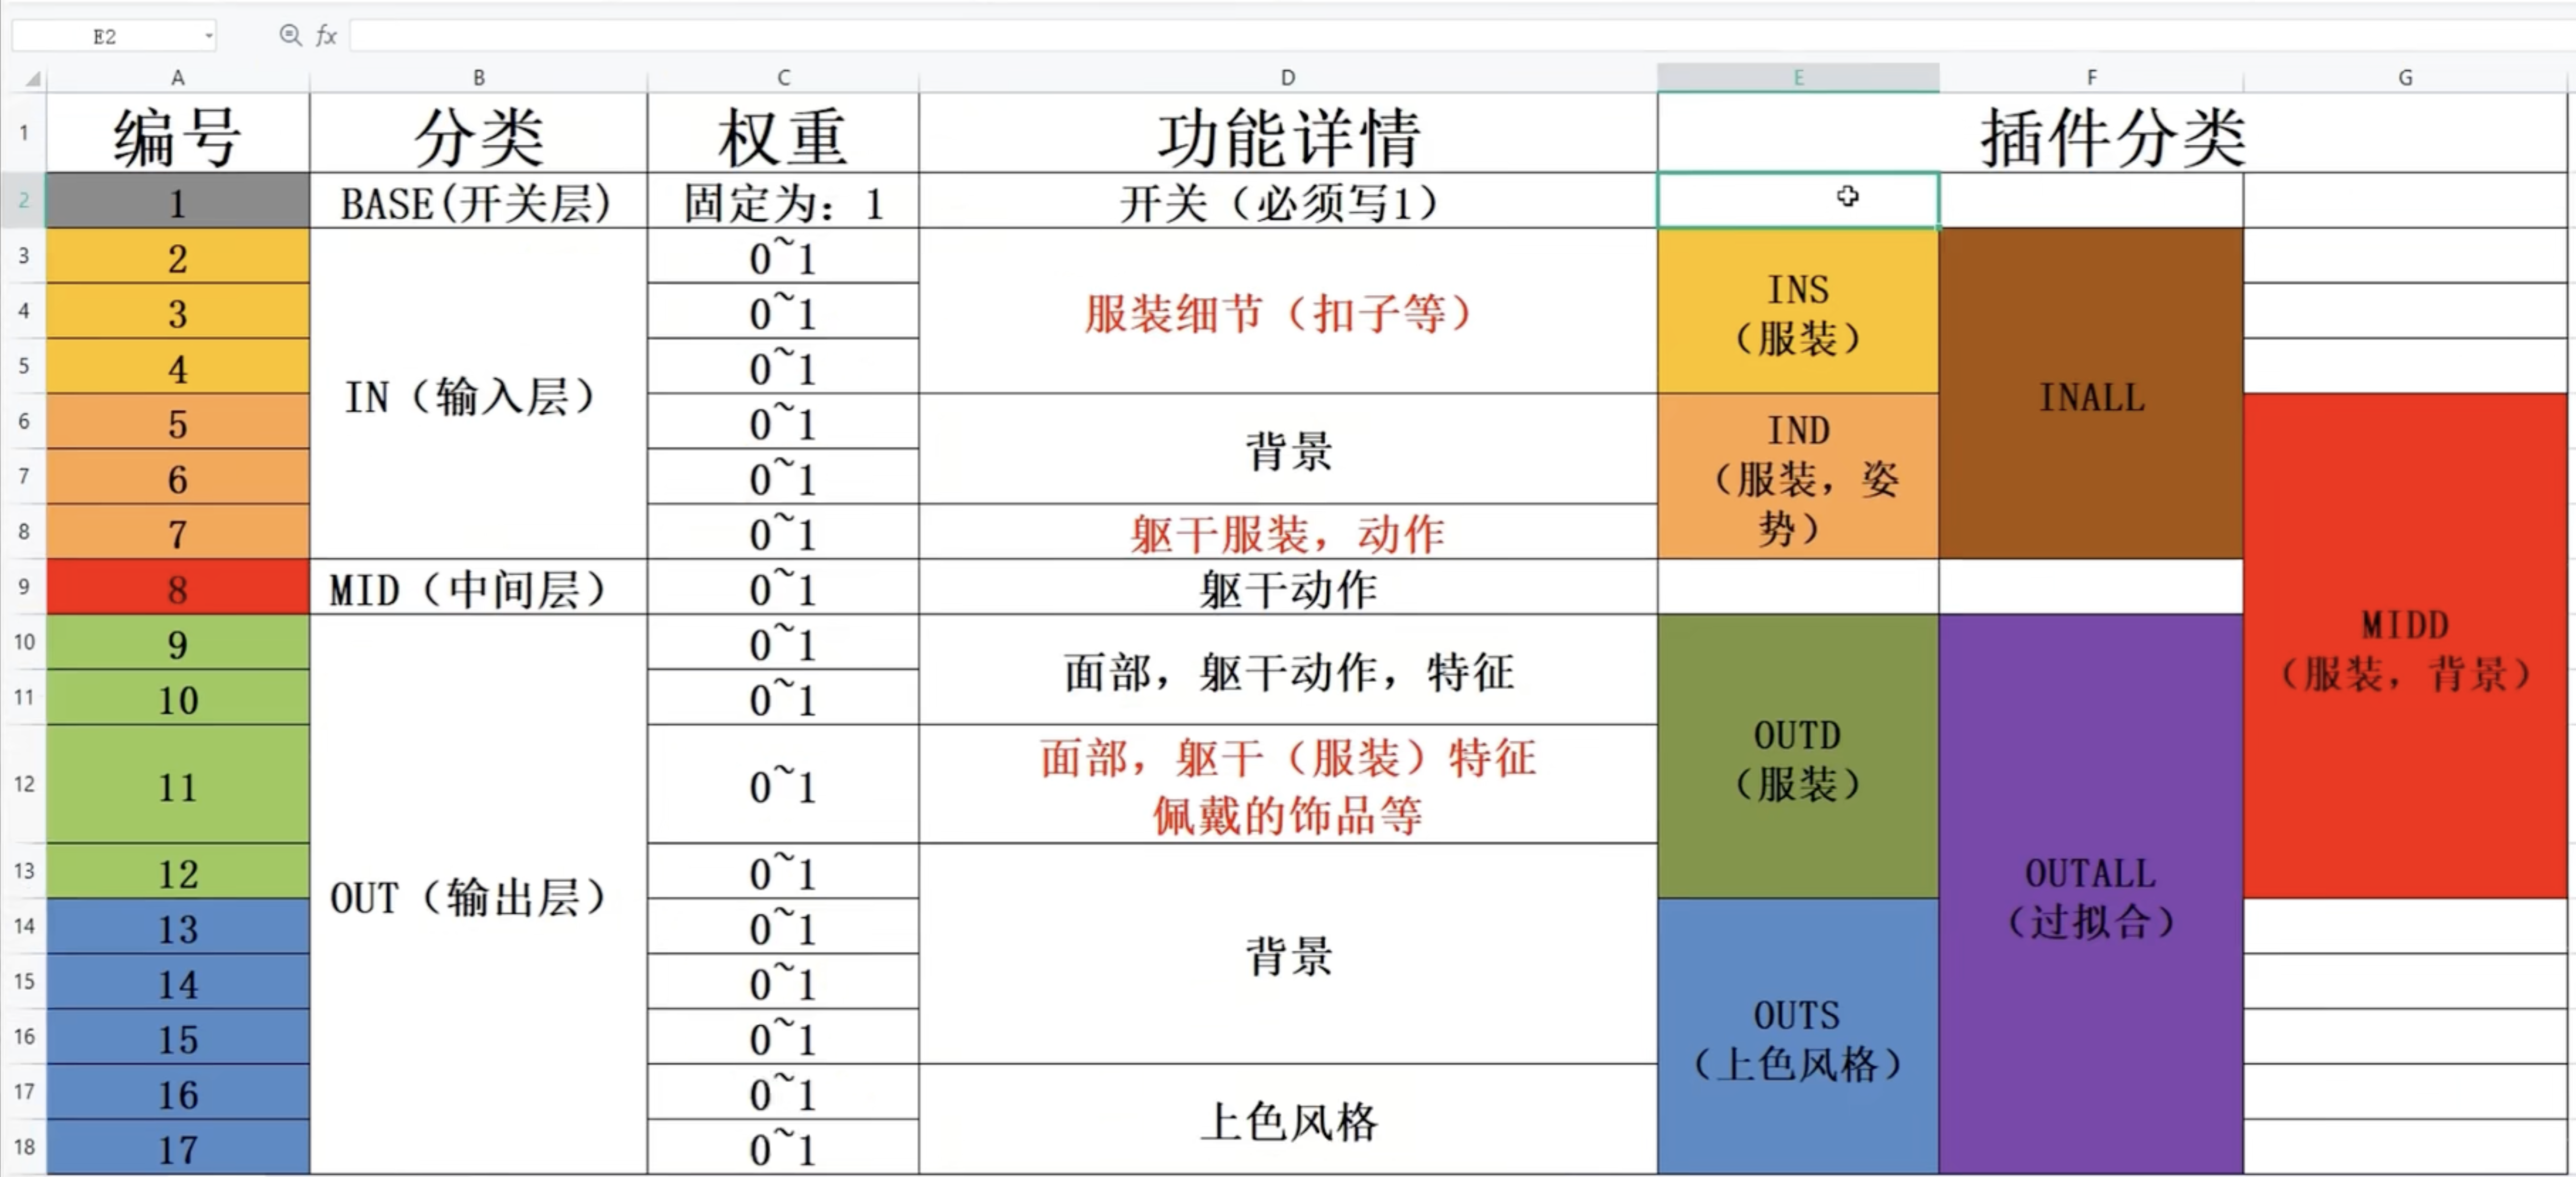 E2
fx
A B C D E F G
1 编号 分类 权重 功能详情 插件分类
2 1 BASE(开关层) 固定为：1 开关（必须写1）
3 2 0~1
4 3 0~1 服装细节（扣子等）
INS
（服装）
5 4 0~1
IN（输入层）
INALL
6 5 0~1
背景
7 6 0~1
IND
（服装，姿
势）
8 7 0~1 躯干服装，动作
9 8 MID（中间层） 0~1 躯干动作
10 9 0~1
面部，躯干动作，特征
11 10 0~1
MIDD
（服装，背景）
12 11 0~1
面部，躯干（服装）特征
佩戴的饰品等
OUTD
（服装）
13 12 0~1
OUT（输出层）
OUTALL
（过拟合）
14 13 0~1
背景
15 14 0~1
16 15 0~1
OUTS
（上色风格）
17 16 0~1
上色风格
18 17 0~1